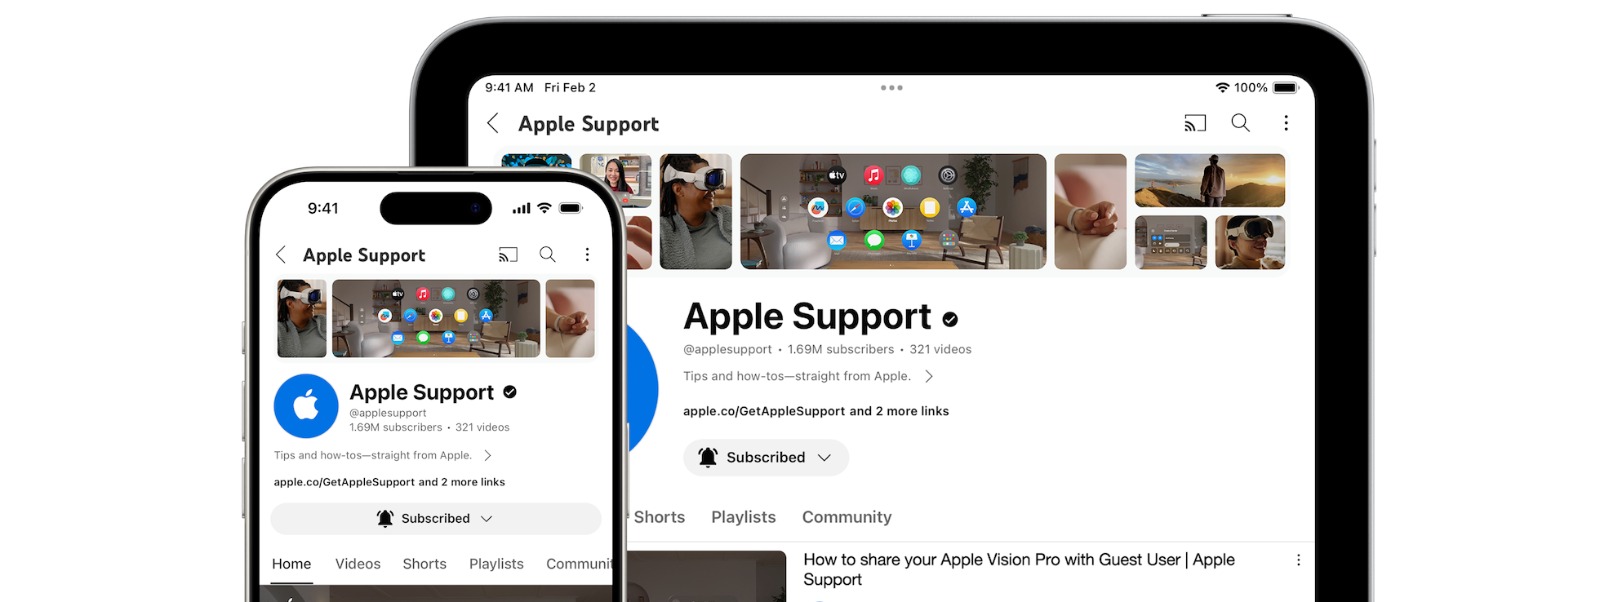 9:41 AM Fri Feb 2
100%
Apple Support
Apple Support
@applesupport • 1.69M subscribers • 321 videos
Tips and how-tos—straight from Apple.
apple.co/GetAppleSupport and 2 more links
Subscribed
Shorts Playlists Community
How to share your Apple Vision Pro with Guest User | Apple
Support
9:41
Apple Support
Apple Support
@applesupport
1.69M subscribers • 321 videos
Tips and how-tos—straight from Apple.
apple.co/GetAppleSupport and 2 more links
Subscribed
Home Videos Shorts Playlists Communit